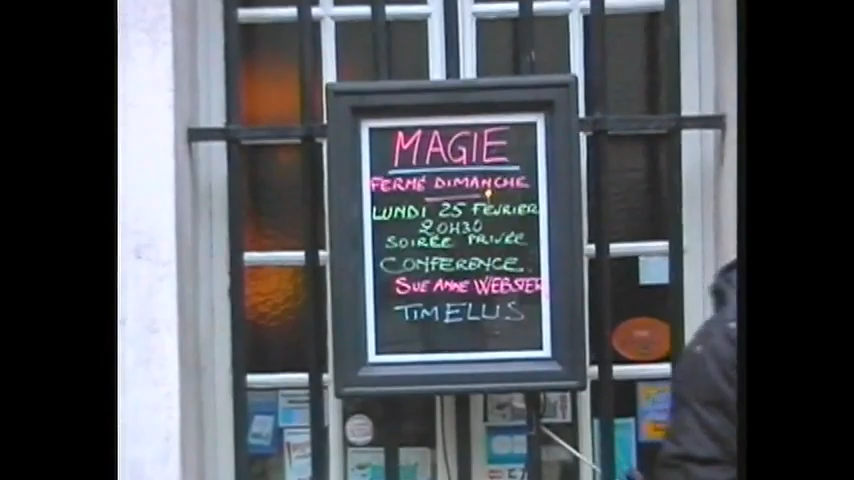 MAGIE
FERMÉ DIMANCHE
LUNDI 25 FEVRIER
20H30
SOIRÉE PRIVÉE
CONFERENCE
SUE ANNE WEBSTER
TIM ELLIS